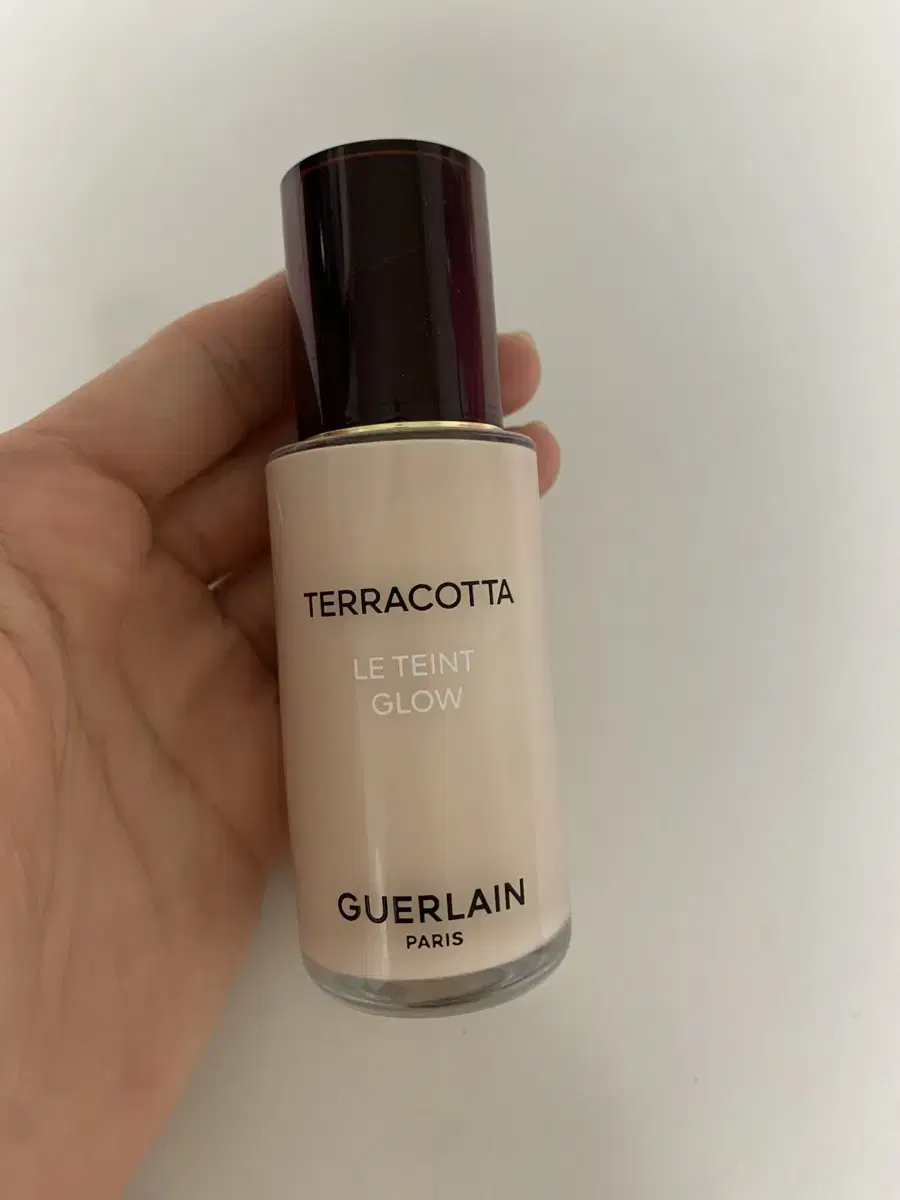 TERRACOTTA
LE TEINT
GLOW
GUERLAIN
PARIS